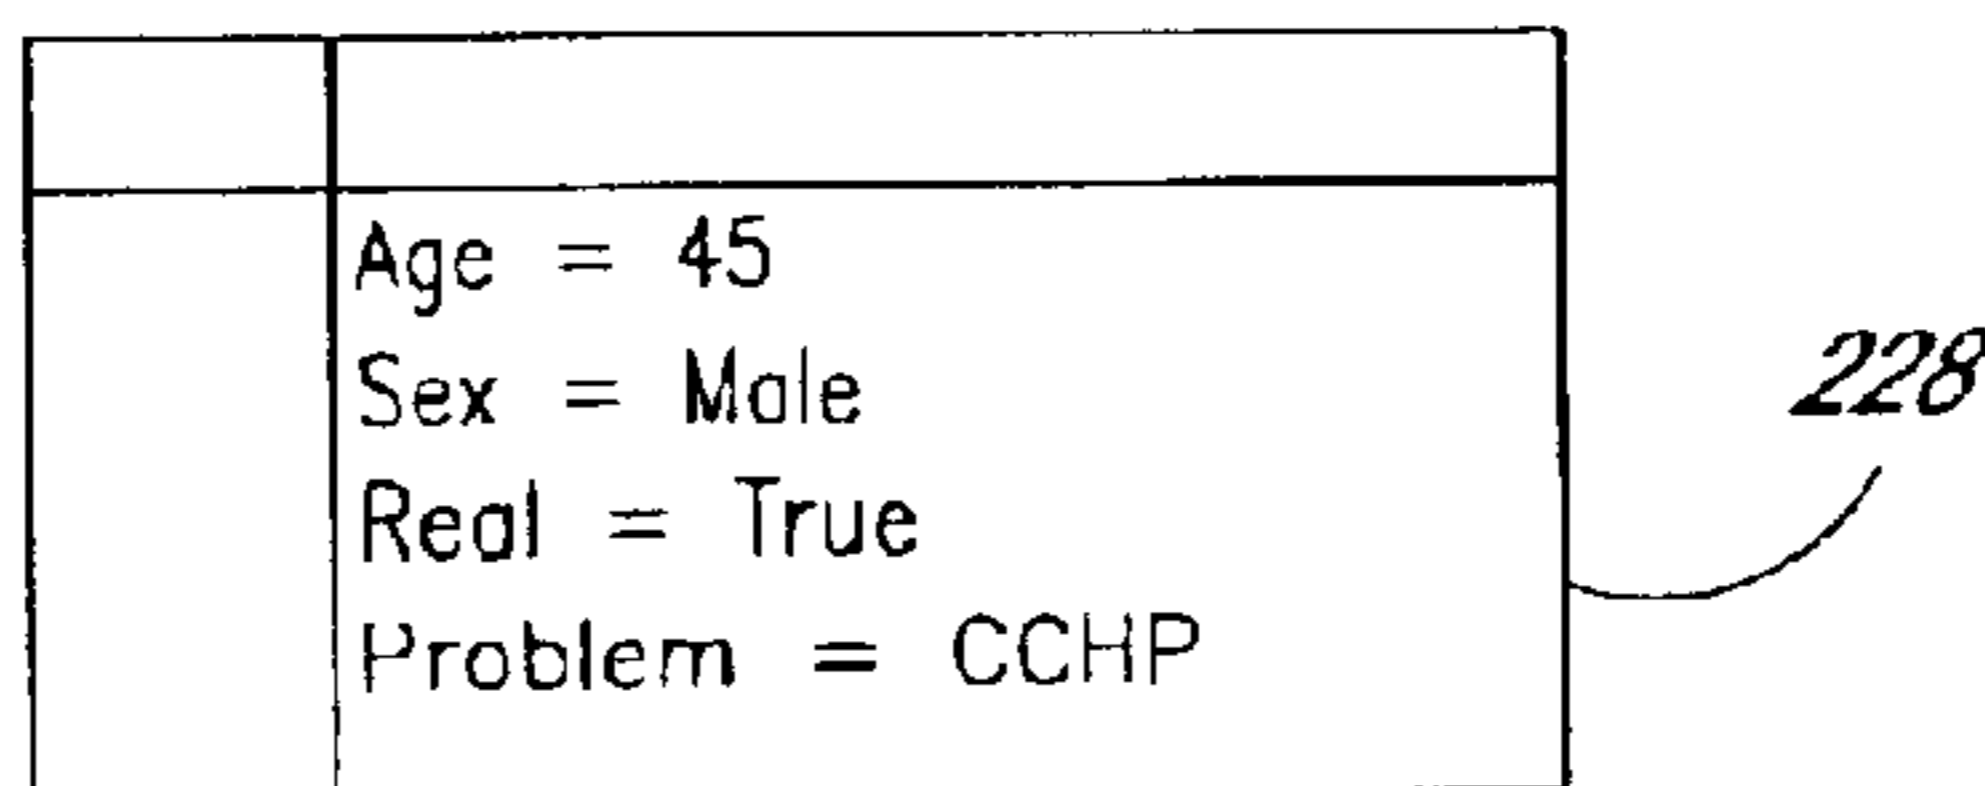 Age = 45
Sex = Male
Real = True
Problem = CCHP
228